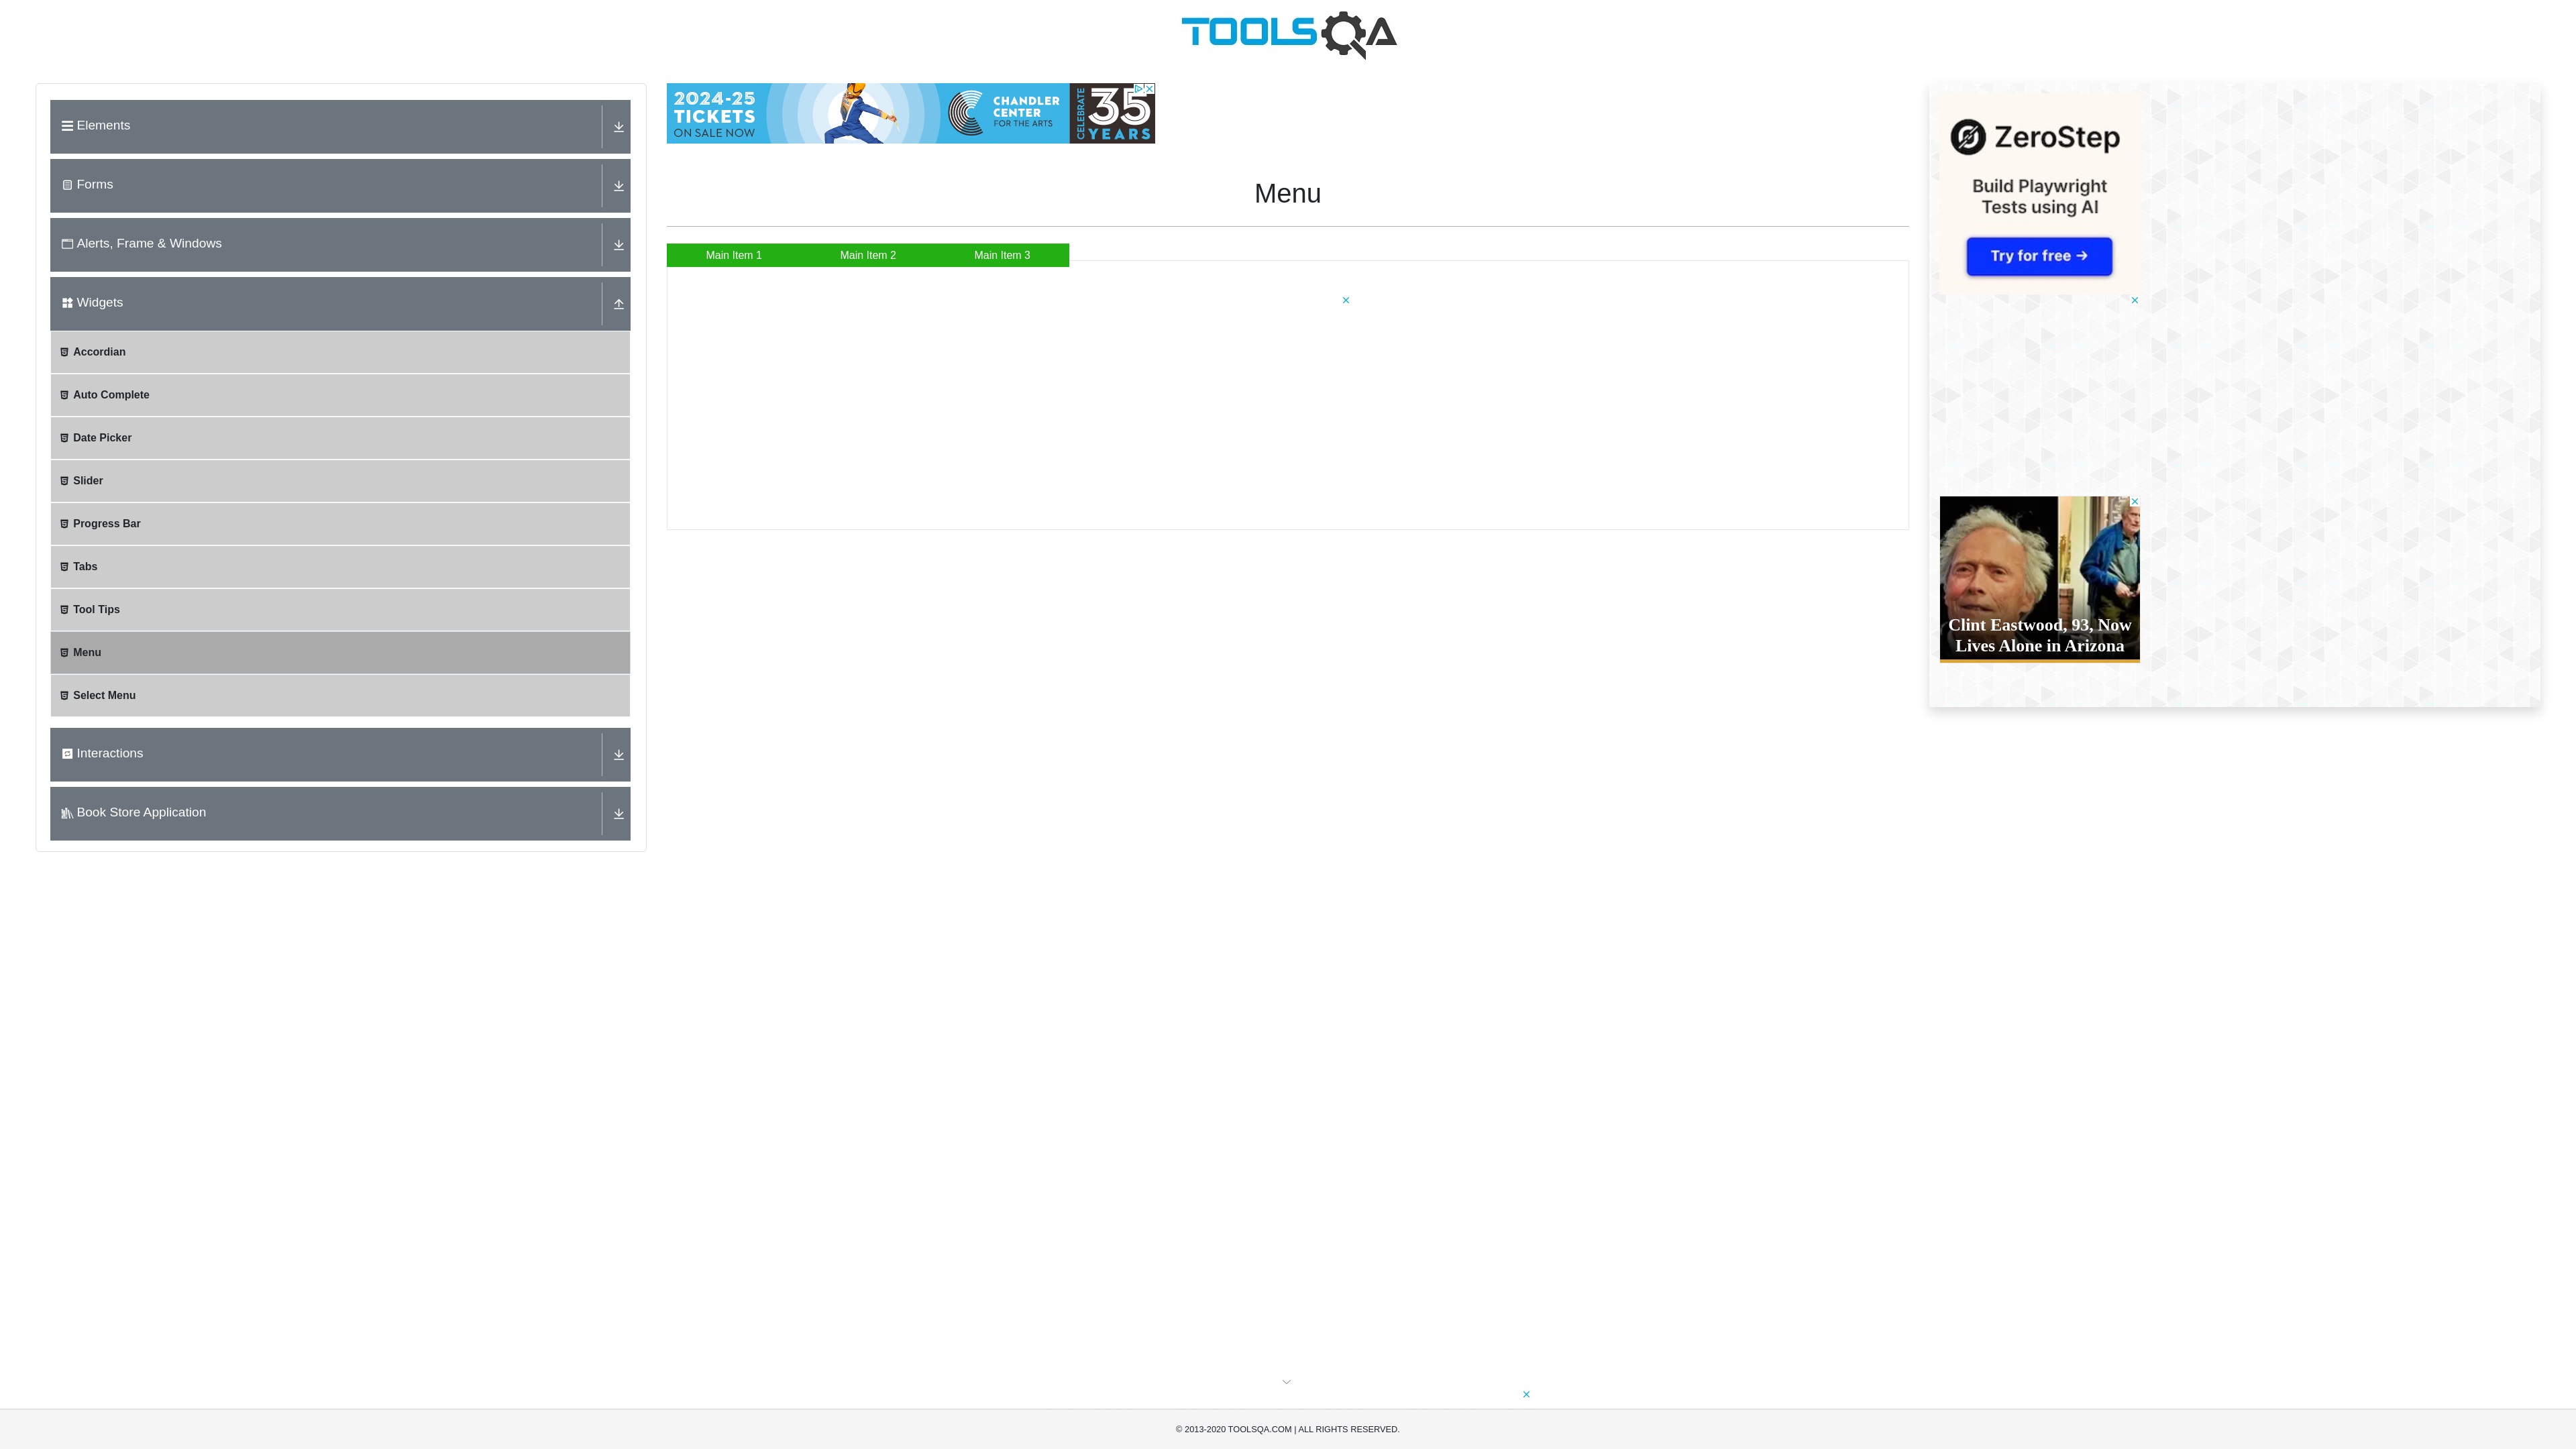 TOOLSQA
Elements
Forms
Alerts, Frame & Windows
Widgets
Accordian
Auto Complete
Date Picker
Slider
Progress Bar
Tabs
Tool Tips
Menu
Select Menu
Interactions
Book Store Application
2024-25
TICKETS
ON SALE NOW
CHANDLER
CENTER
FOR THE ARTS
CELEBRATE
35
YEARS
Menu
Main Item 1
Main Item 2
Main Item 3
ZeroStep
Build Playwright
Tests using AI
Try for free →
Clint Eastwood, 93, Now
Lives Alone in Arizona
© 2013-2020 TOOLSQA.COM | ALL RIGHTS RESERVED.